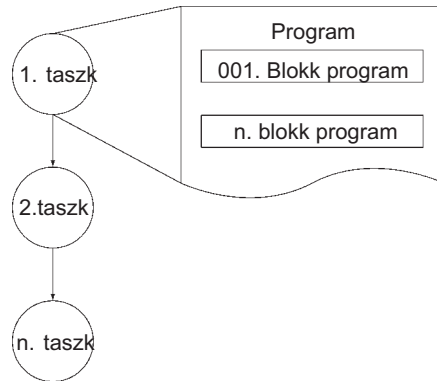 Program
1. taszk
001. Blokk program
n. blokk program
2.taszk
n. taszk